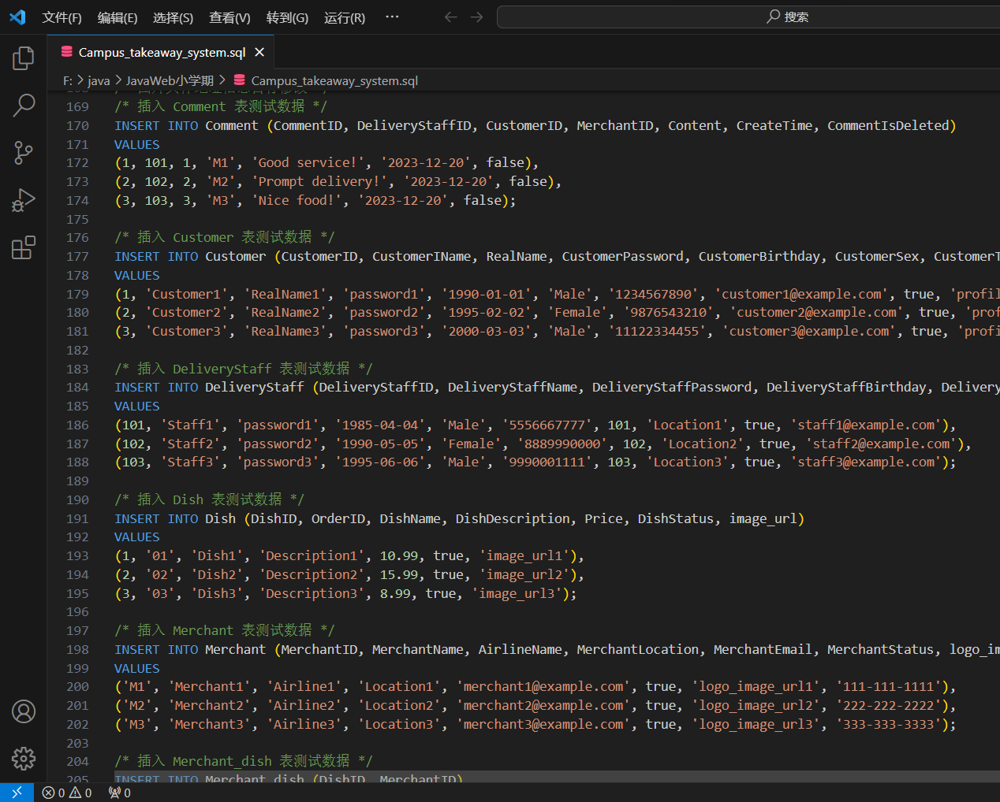 文件(F) 编辑(E) 选择(S) 查看(V) 转到(G) 运行(R) ··· 搜索
Campus_takeaway_system.sql
F: > java > JavaWeb小学期 > Campus_takeaway_system.sql
169 /* 插入 Comment 表测试数据 */
170 INSERT INTO Comment (CommentID, DeliveryStaffID, CustomerID, MerchantID, Content, CreateTime, CommentIsDeleted)
171 VALUES
172 (1, 101, 1, 'M1', 'Good service!', '2023-12-20', false),
173 (2, 102, 2, 'M2', 'Prompt delivery!', '2023-12-20', false),
174 (3, 103, 3, 'M3', 'Nice food!', '2023-12-20', false);
175
176 /* 插入 Customer 表测试数据 */
177 INSERT INTO Customer (CustomerID, CustomerIName, RealName, CustomerPassword, CustomerBirthday, CustomerSex, CustomerT
178 VALUES
179 (1, 'Customer1', 'RealName1', 'password1', '1990-01-01', 'Male', '1234567890', 'customer1@example.com', true, 'profil
180 (2, 'Customer2', 'RealName2', 'password2', '1995-02-02', 'Female', '9876543210', 'customer2@example.com', true, 'prof
181 (3, 'Customer3', 'RealName3', 'password3', '2000-03-03', 'Male', '11122334455', 'customer3@example.com', true, 'profi
182
183 /* 插入 DeliveryStaff 表测试数据 */
184 INSERT INTO DeliveryStaff (DeliveryStaffID, DeliveryStaffName, DeliveryStaffPassword, DeliveryStaffBirthday, Delivery
185 VALUES
186 (101, 'Staff1', 'password1', '1985-04-04', 'Male', '5556667777', 101, 'Location1', true, 'staff1@example.com'),
187 (102, 'Staff2', 'password2', '1990-05-05', 'Female', '8889990000', 102, 'Location2', true, 'staff2@example.com'),
188 (103, 'Staff3', 'password3', '1995-06-06', 'Male', '9990001111', 103, 'Location3', true, 'staff3@example.com');
189
190 /* 插入 Dish 表测试数据 */
191 INSERT INTO Dish (DishID, OrderID, DishName, DishDescription, Price, DishStatus, image_url)
192 VALUES
193 (1, '01', 'Dish1', 'Description1', 10.99, true, 'image_url1'),
194 (2, '02', 'Dish2', 'Description2', 15.99, true, 'image_url2'),
195 (3, '03', 'Dish3', 'Description3', 8.99, true, 'image_url3');
196
197 /* 插入 Merchant 表测试数据 */
198 INSERT INTO Merchant (MerchantID, MerchantName, AirlineName, MerchantLocation, MerchantEmail, MerchantStatus, logo_im
199 VALUES
200 ('M1', 'Merchant1', 'Airline1', 'Location1', 'merchant1@example.com', true, 'logo_image_url1', '111-111-1111'),
201 ('M2', 'Merchant2', 'Airline2', 'Location2', 'merchant2@example.com', true, 'logo_image_url2', '222-222-2222'),
202 ('M3', 'Merchant3', 'Airline3', 'Location3', 'merchant3@example.com', true, 'logo_image_url3', '333-333-3333');
203
204 /* 插入 Merchant_dish 表测试数据 */
205 INSERT INTO Merchant_dish (DishID, MerchantID)
0 0 0